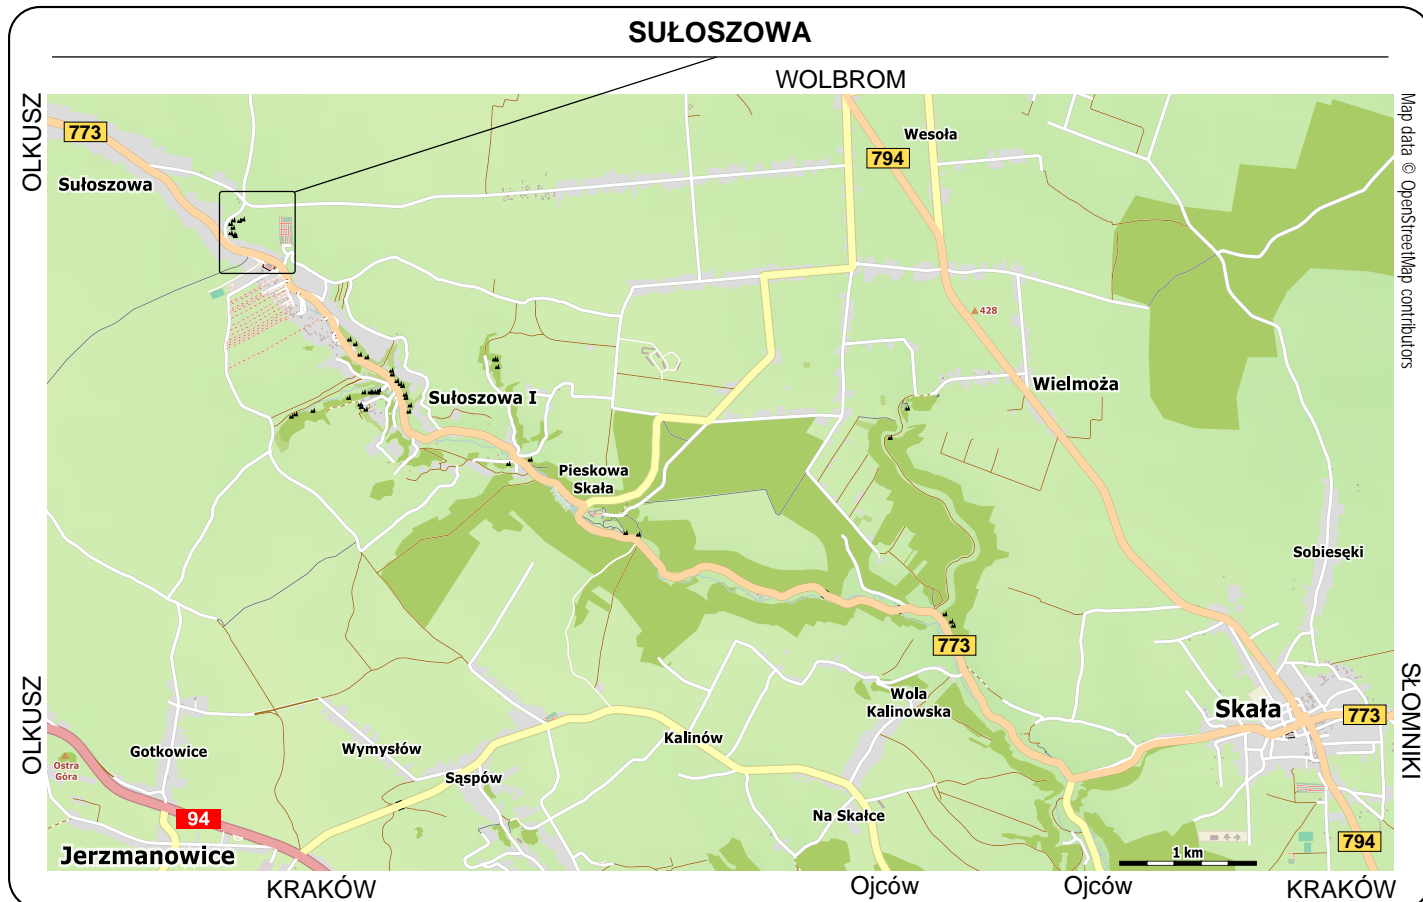 SUŁOSZOWA
WOLBROM
OLKUSZ
773
Sułoszowa
Wesoła
794
Map data © OpenStreetMap contributors
428
Wielmoża
Sułoszowa I
Pieskowa
Skała
Sobiesęki
773
OLKUSZ
SŁOMNIKI
Wola
Kalinowska
Skała
773
Gotkowice
Wymysłów
Kalinów
Ostra
Góra
Sąspów
94
Na Skałce
794
Jerzmanowice
1 km
KRAKÓW
Ojców
Ojców
KRAKÓW